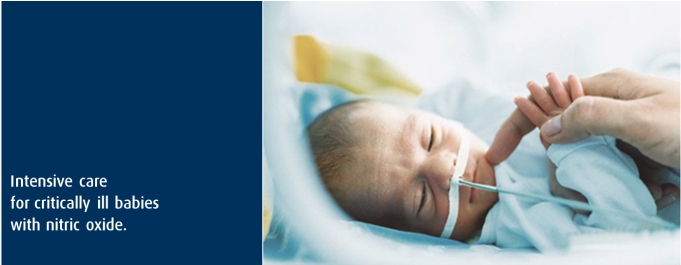 Intensive care
for critically ill babies
with nitric oxide.